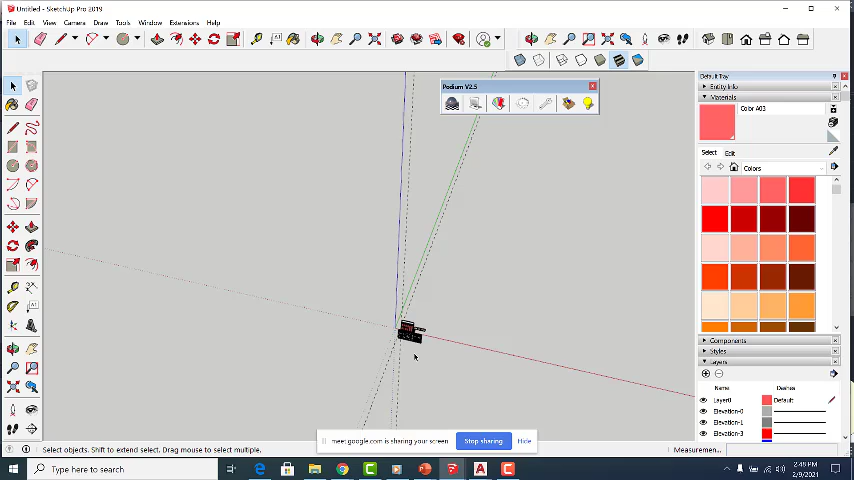 Untitled - SketchUp Pro 2019
File Edit View Camera Draw Tools Window Extensions Help
Podium V2.5
Default Tray
Entity Info
Materials
Color A03
Select Edit
Colors
Components
Styles
Layers
Name Dashes
Layer0 Default
Elevation-0
Elevation-1
Elevation-3
meet.google.com is sharing your screen Stop sharing Hide
Select objects. Shift to extend select. Drag mouse to select multiple. Measuremen...
Type here to search
2:48 PM
2/9/2021